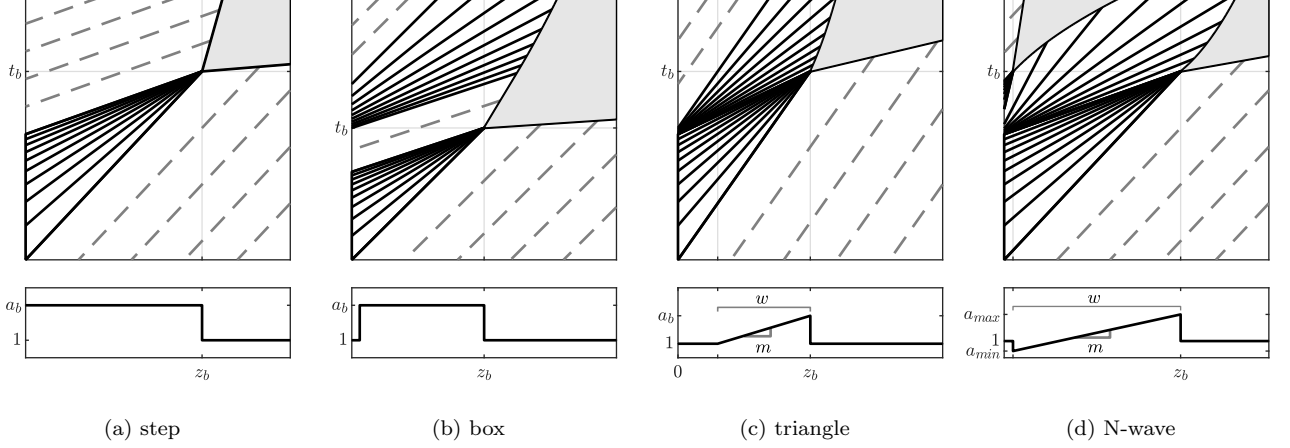 t_b
t_b
t_b
t_b
a_b
1
z_b
a_b
1
z_b
w
a_b
1
m
0
z_b
w
a_max
1
a_min
m
z_b
(a) step
(b) box
(c) triangle
(d) N-wave